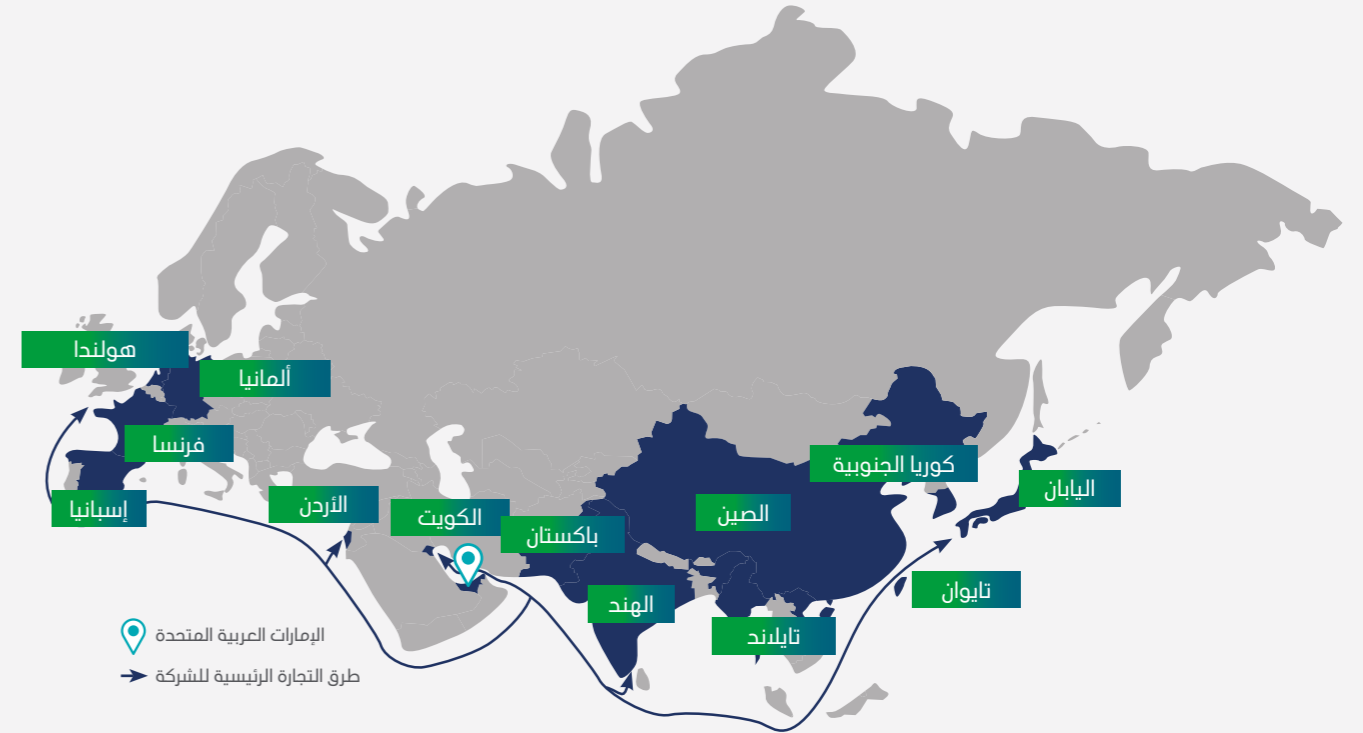 هولندا
ألمانيا
فرنسا
إسبانيا
الأردن
الكويت
باكستان
الهند
الصين
كوريا الجنوبية
اليابان
تايوان
تايلاند
الإمارات العربية المتحدة
طرق التجارة الرئيسية للشركة